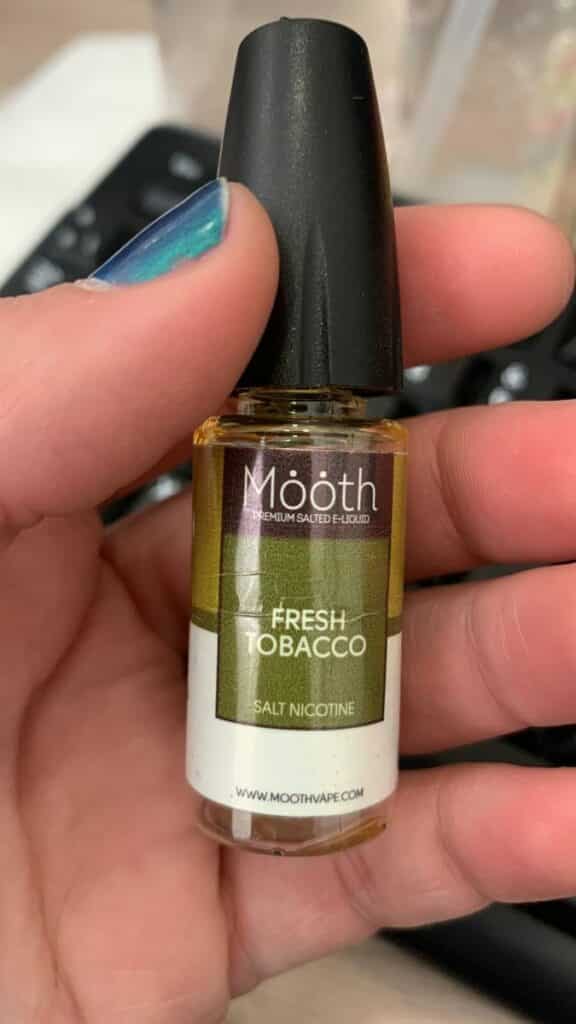 Mööth
PREMIUM SALTED E-LIQUID
FRESH
TOBACCO
SALT NICOTINE
WWW.MOOTHVAPE.COM